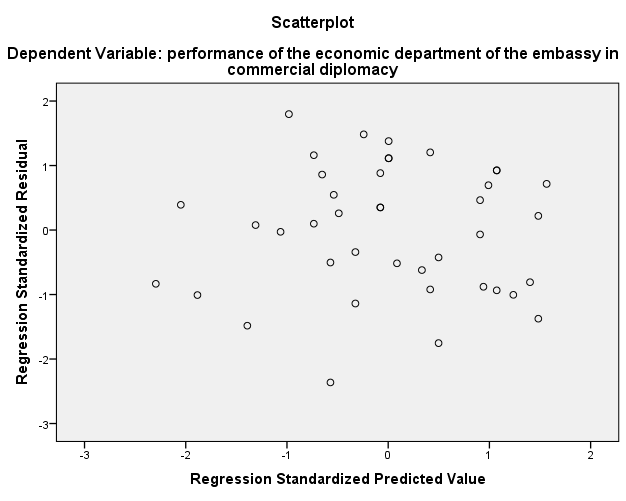 Scatterplot
Dependent Variable: performance of the economic department of the embassy in
commercial diplomacy
Regression Standardized Residual
2
1
0
-1
-2
-3
-3 -2 -1 0 1 2
Regression Standardized Predicted Value